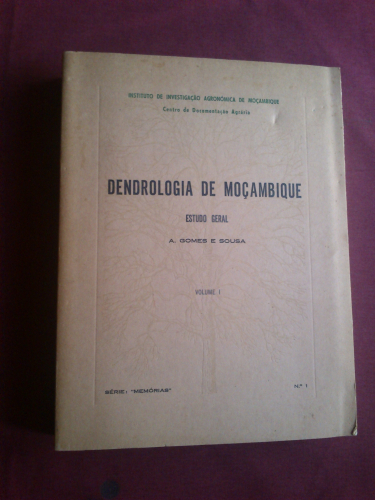 INSTITUTO DE INVESTIGAÇÃO AGRONÓMICA DE MOÇAMBIQUE
Centro de Documentação Agrária
DENDROLOGIA DE MOÇAMBIQUE
ESTUDO GERAL
A. GOMES E SOUSA
VOLUME I
SÉRIE: "MEMÓRIAS"
N.º 1